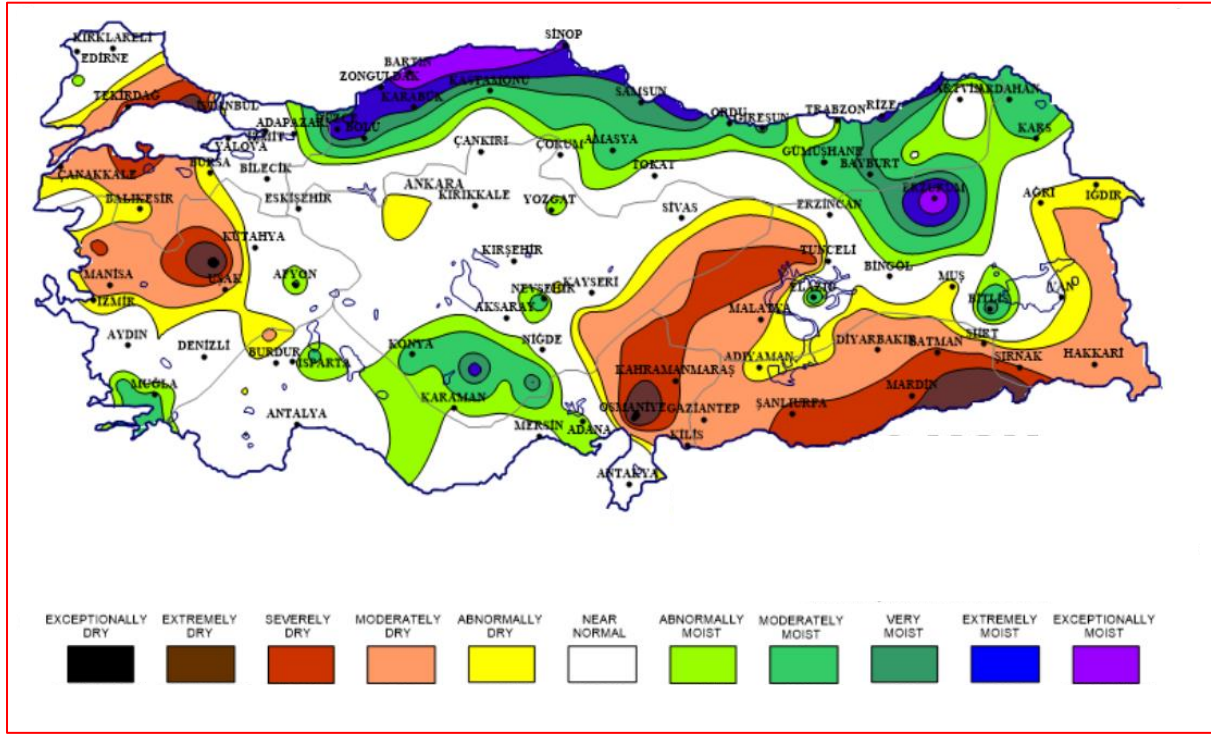 KIRKLARELİ
EDİRNE
TEKİRDAĞ
İSTANBUL
SİNOP
BARTIN
ZONGULDAK
KASTAMONU
KARABÜK
SAMSUN
ADAPAZARI
BOLU
ORDU
GİRESUN
TRABZON
RİZE
ARTVİN
ARDAHAN
KARS
YALOVA
BURSA
BİLECİK
ÇANAKKALE
ÇANKIRI
ÇORUM
AMASYA
TOKAT
GÜMÜŞHANE
BAYBURT
ERZURUM
AĞRI
IĞDIR
BALIKESİR
ESKİŞEHİR
ANKARA
KIRIKKALE
YOZGAT
SİVAS
ERZİNCAN
KÜTAHYA
KIRŞEHİR
TUNCELİ
BİNGÖL
MUŞ
MANİSA
UŞAK
AFYON
NEVŞEHİR
KAYSERİ
ELAZIĞ
BİTLİS
VAN
İZMİR
AKSARAY
MALATYA
AYDIN
DENİZLİ
BURDUR
ISPARTA
KONYA
NİĞDE
ADIYAMAN
DİYARBAKIR
BATMAN
SİİRT
ŞIRNAK
HAKKARİ
MUĞLA
ANTALYA
KARAMAN
KAHRAMANMARAŞ
MARDİN
MERSİN
ADANA
OSMANİYE
GAZİANTEP
ŞANLIURFA
KİLİS
ANTAKYA
EXCEPTIONALLY DRY
EXTREMELY DRY
SEVERELY DRY
MODERATELY DRY
ABNORMALLY DRY
NEAR NORMAL
ABNORMALLY MOIST
MODERATELY MOIST
VERY MOIST
EXTREMELY MOIST
EXCEPTIONALLY MOIST